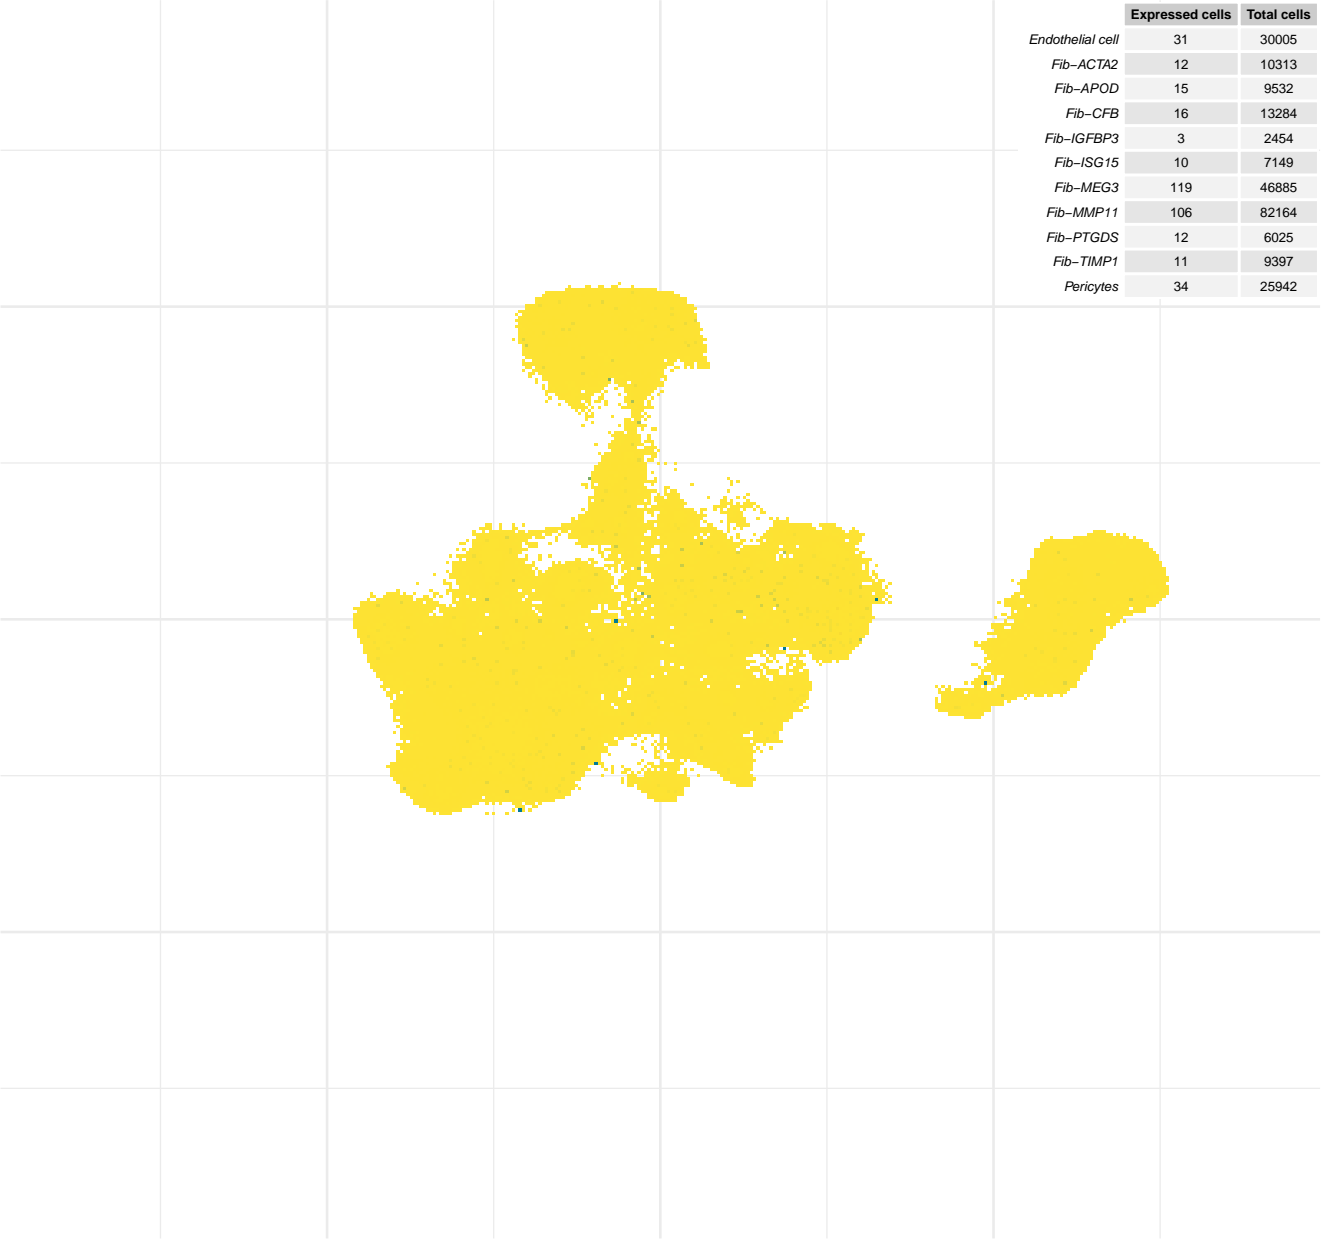 Expressed cells Total cells
Endothelial cell 31 30005
Fib−ACTA2 12 10313
Fib−APOD 15 9532
Fib−CFB 16 13284
Fib−IGFBP3 3 2454
Fib−ISG15 10 7149
Fib−MEG3 119 46885
Fib−MMP11 106 82164
Fib−PTGDS 12 6025
Fib−TIMP1 11 9397
Pericytes 34 25942